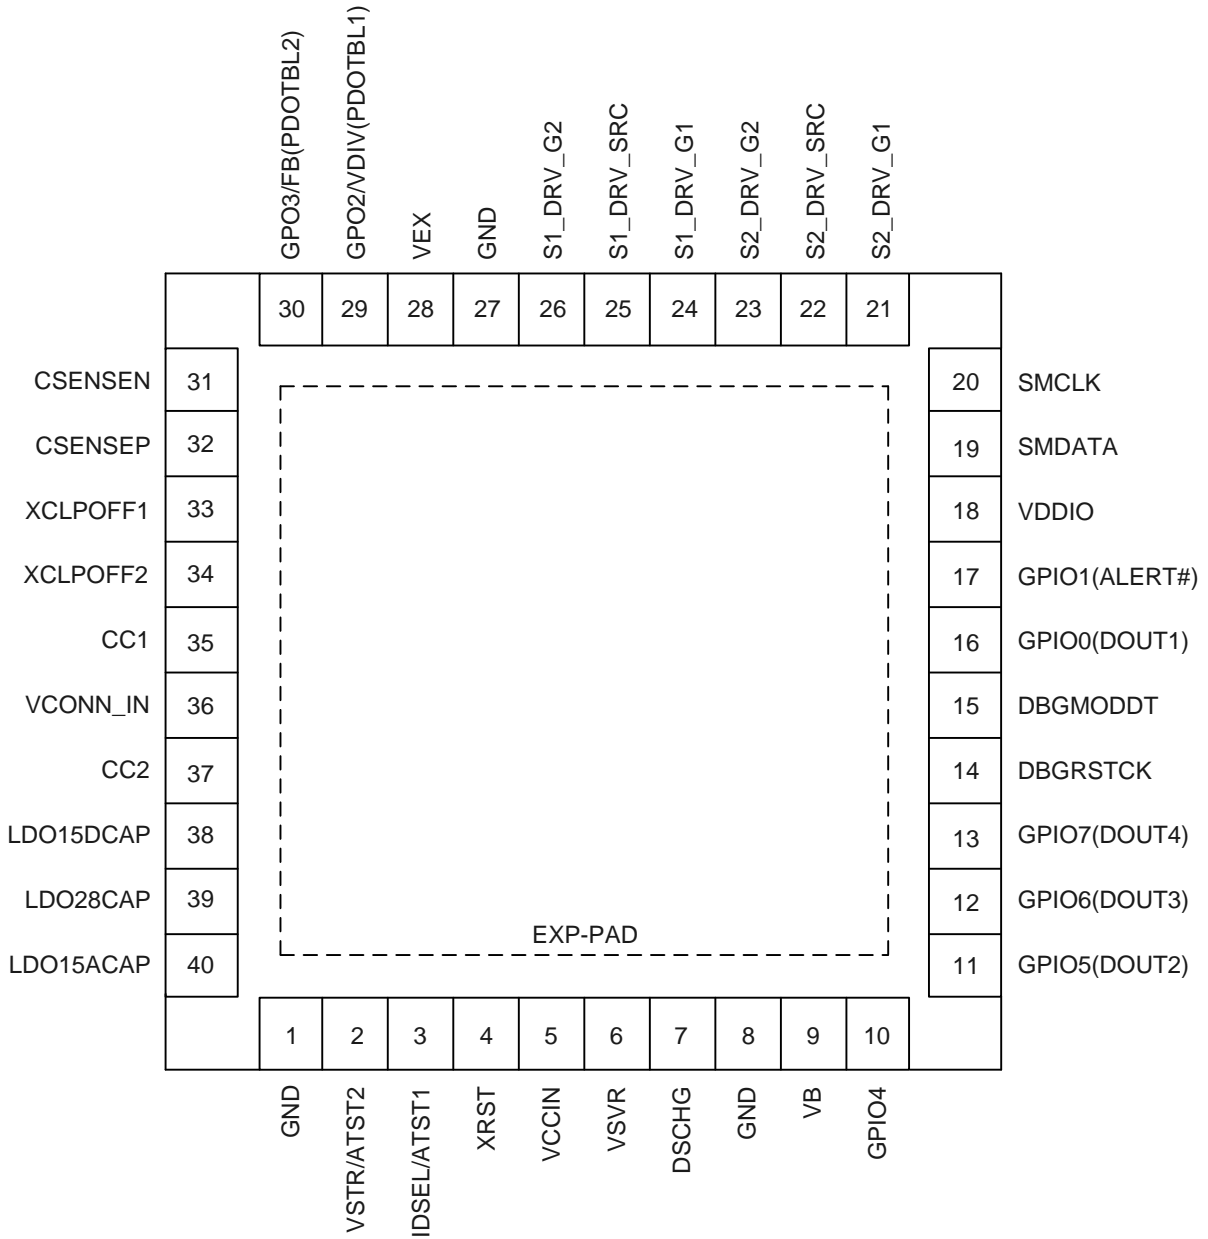 GPO3/FB(PDOTBL2)
GPO2/VDIV(PDOTBL1)
VEX
GND
S1_DRV_G2
S1_DRV_SRC
S1_DRV_G1
S2_DRV_G2
S2_DRV_SRC
S2_DRV_G1
30 29 28 27 26 25 24 23 22 21
CSENSEN 31 20 SMCLK
CSENSEP 32 19 SMDATA
XCLPOFF1 33 18 VDDIO
XCLPOFF2 34 17 GPIO1(ALERT#)
CC1 35 16 GPIO0(DOUT1)
VCONN_IN 36 15 DBGMODDT
CC2 37 14 DBGRSTCK
LDO15DCAP 38 13 GPIO7(DOUT4)
LDO28CAP 39 12 GPIO6(DOUT3)
EXP-PAD
LDO15ACAP 40 11 GPIO5(DOUT2)
1 2 3 4 5 6 7 8 9 10
GND
VSTR/ATST2
IDSEL/ATST1
XRST
VCCIN
VSVR
DSCHG
GND
VB
GPIO4